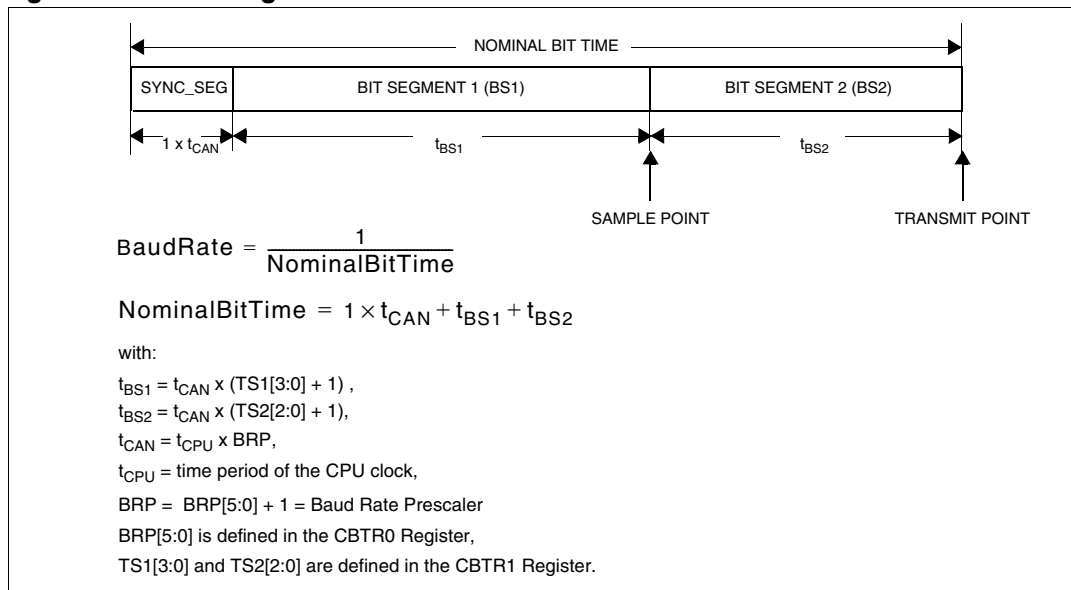 NOMINAL BIT TIME
SYNC_SEG BIT SEGMENT 1 (BS1) BIT SEGMENT 2 (BS2)
1 x tCAN tBS1 tBS2
SAMPLE POINT TRANSMIT POINT
BaudRate = 1 / NominalBitTime
NominalBitTime = 1 × tCAN + tBS1 + tBS2
with:
tBS1 = tCAN x (TS1[3:0] + 1) ,
tBS2 = tCAN x (TS2[2:0] + 1),
tCAN = tCPU x BRP,
tCPU = time period of the CPU clock,
BRP = BRP[5:0] + 1 = Baud Rate Prescaler
BRP[5:0] is defined in the CBTR0 Register,
TS1[3:0] and TS2[2:0] are defined in the CBTR1 Register.